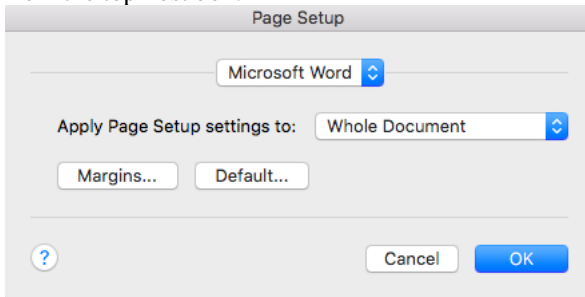 Page Setup
Microsoft Word
Apply Page Setup settings to: Whole Document
Margins... Default...
? Cancel OK